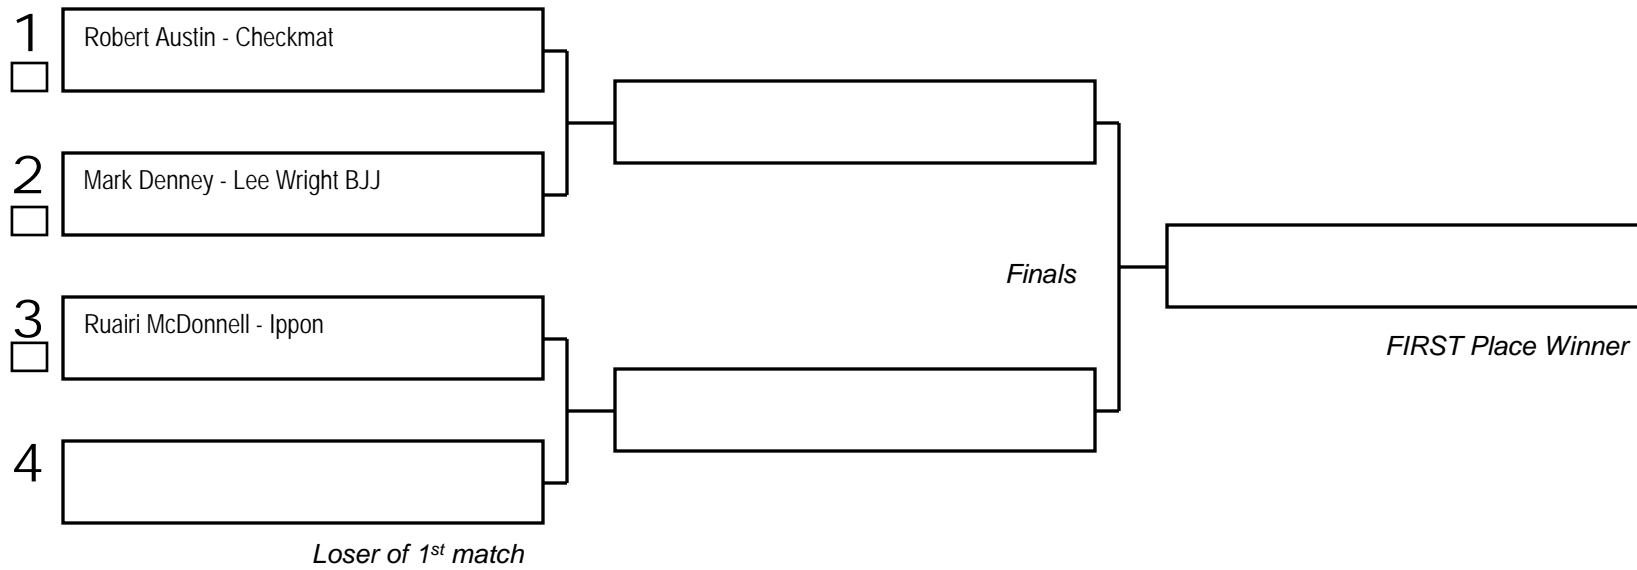 1
Robert Austin - Checkmat
2
Mark Denney - Lee Wright BJJ
Finals
3
Ruairi McDonnell - Ippon
FIRST Place Winner
4
Loser of 1st match